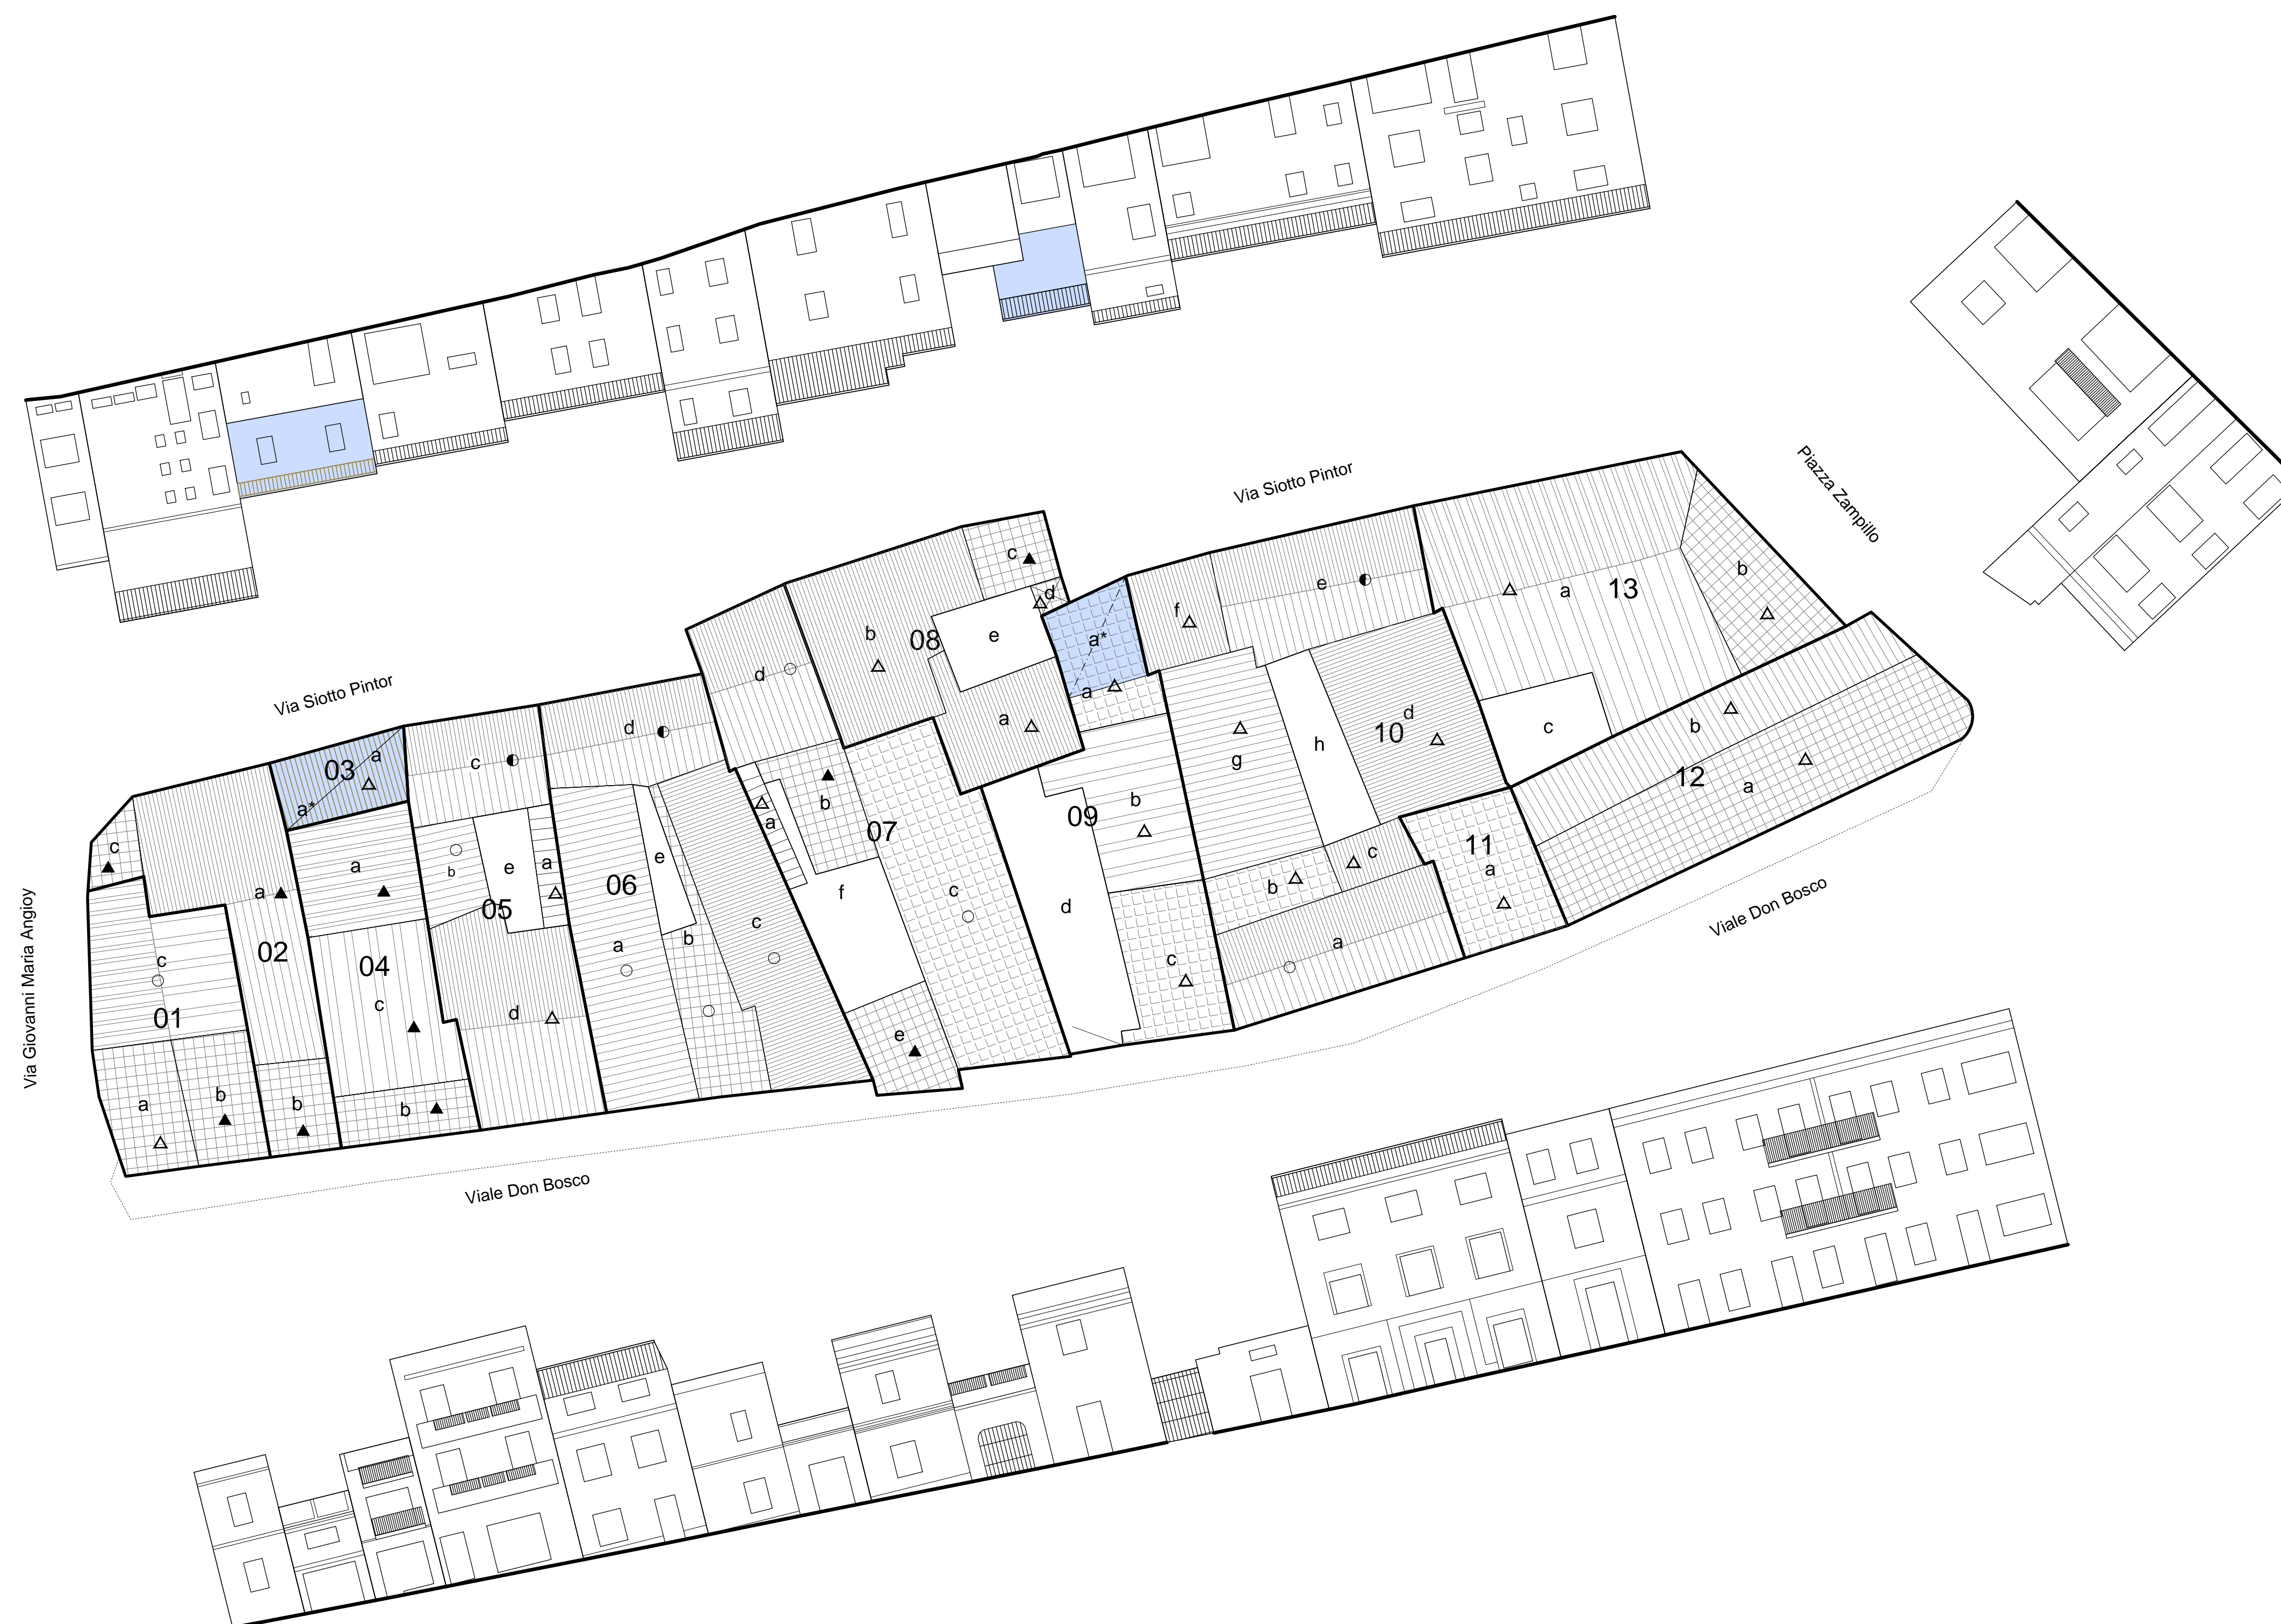 Via Siotto Pintor
Piazza Zampillo
Via Siotto Pintor
Via Giovanni Maria Angioy
Viale Don Bosco
Viale Don Bosco
01
a
b
c
c
02
a
b
03
a
a*
04
a
b
c
05
a
b
c
d
e
06
a
b
c
d
e
07
a
b
c
d
e
f
08
a
b
c
d
e
09
a*
a
b
c
d
10
a
b
c
d
e
f
g
h
11
a
12
a
b
13
a
b
c